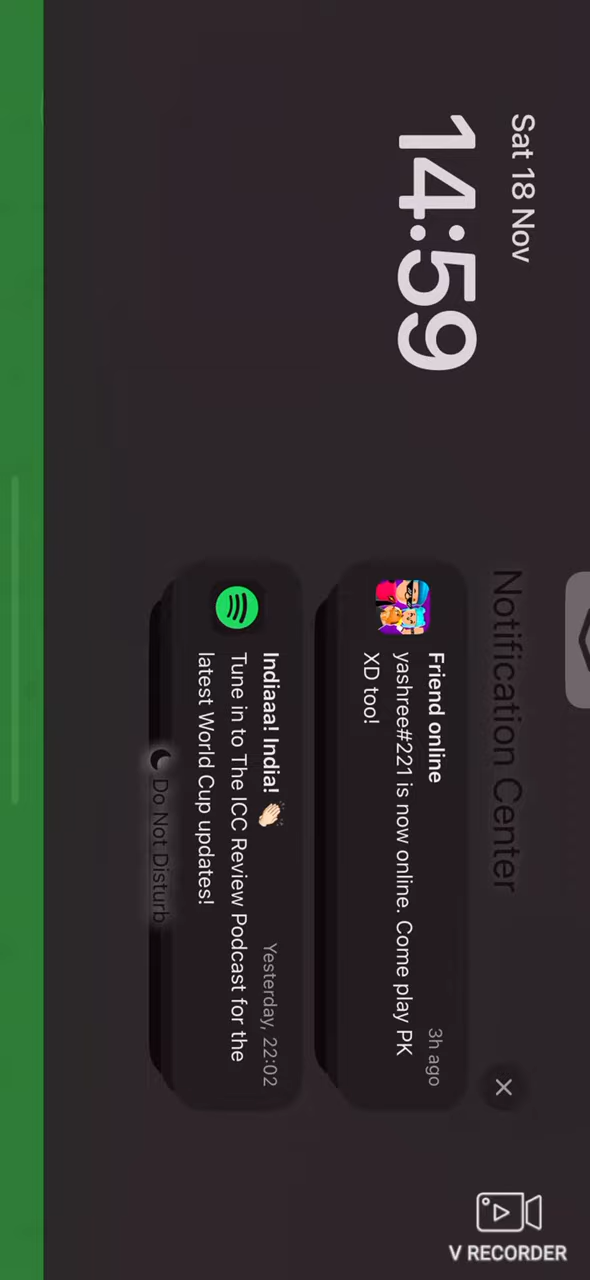 Sat 18 Nov
14:59
Notification Center
Friend online
3h ago
yashree#221 is now online. Come play PK
XD too!
Indiaaa! India! 👏🏻
Yesterday, 22:02
Tune in to The ICC Review Podcast for the
latest World Cup updates!
Do Not Disturb
V RECORDER